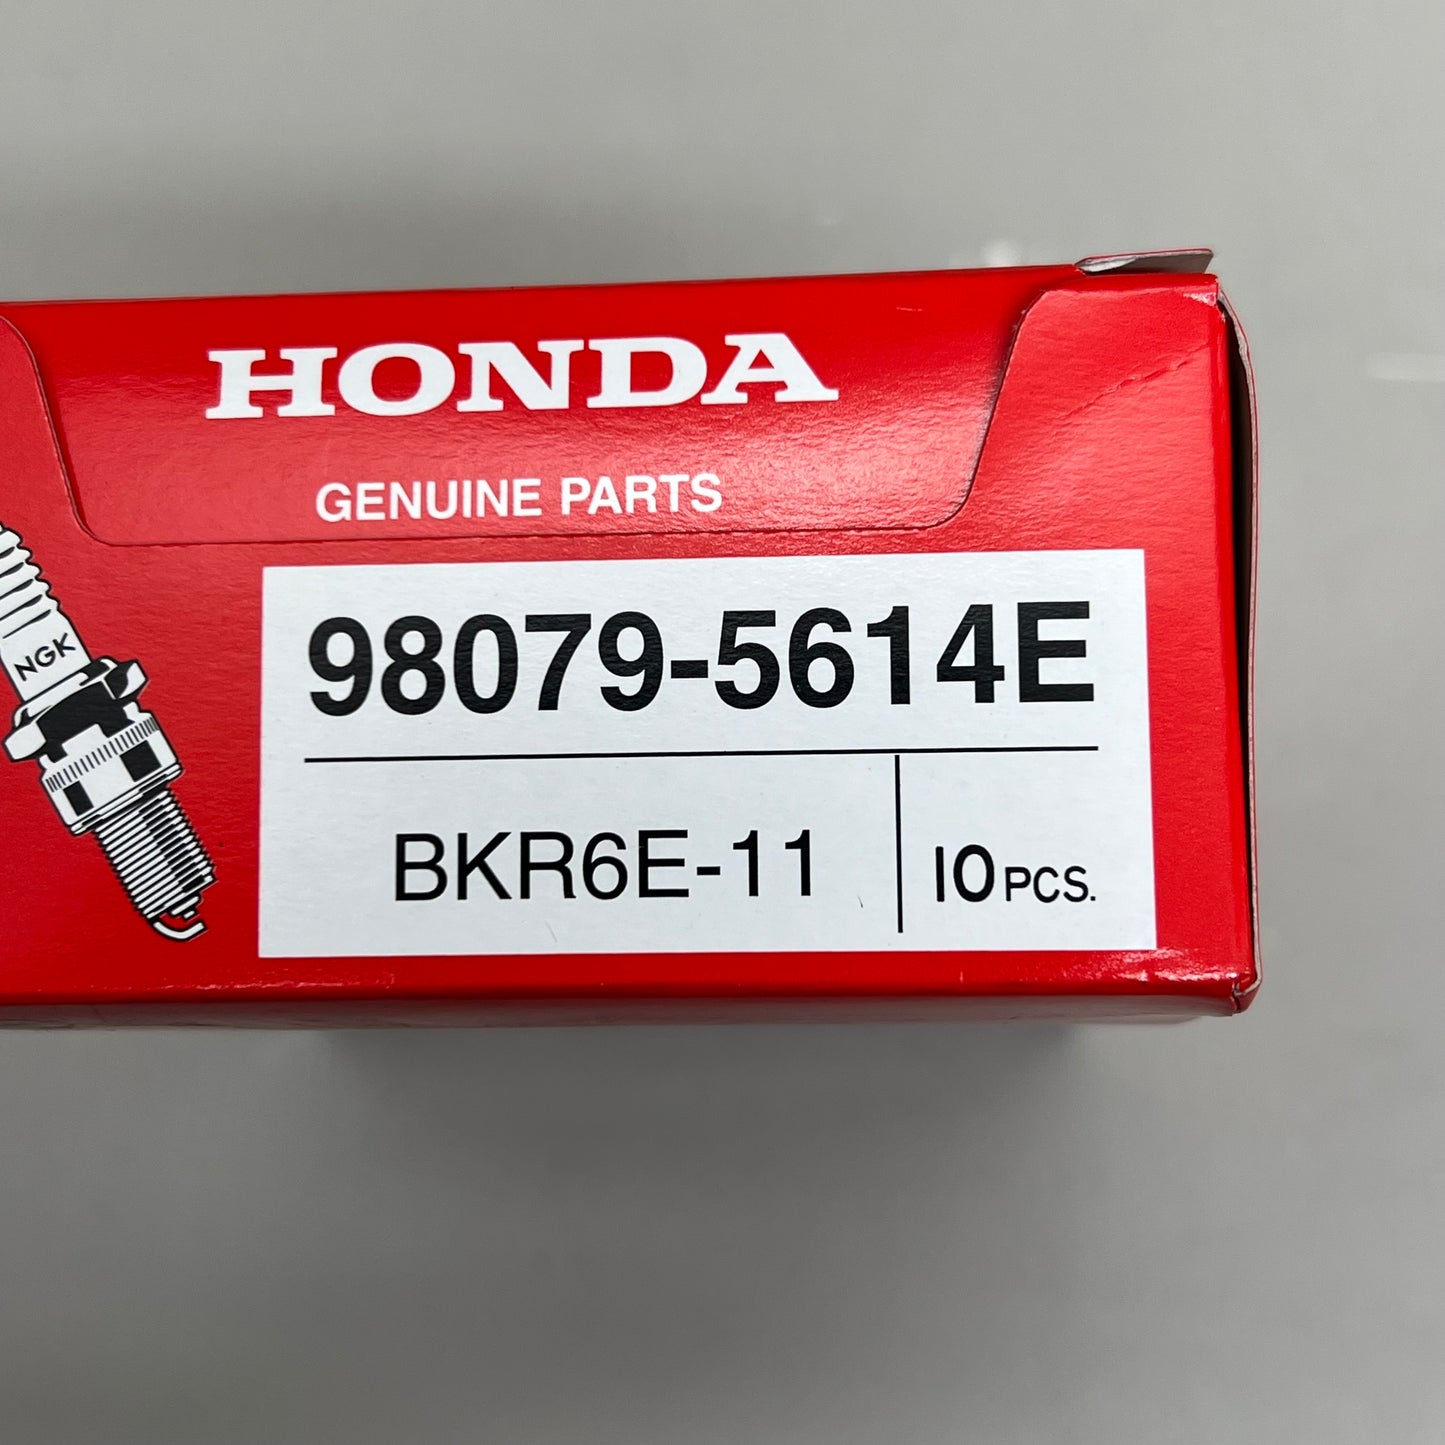 HONDA
GENUINE PARTS
NGK
98079-5614E
BKR6E-11
10 PCS.